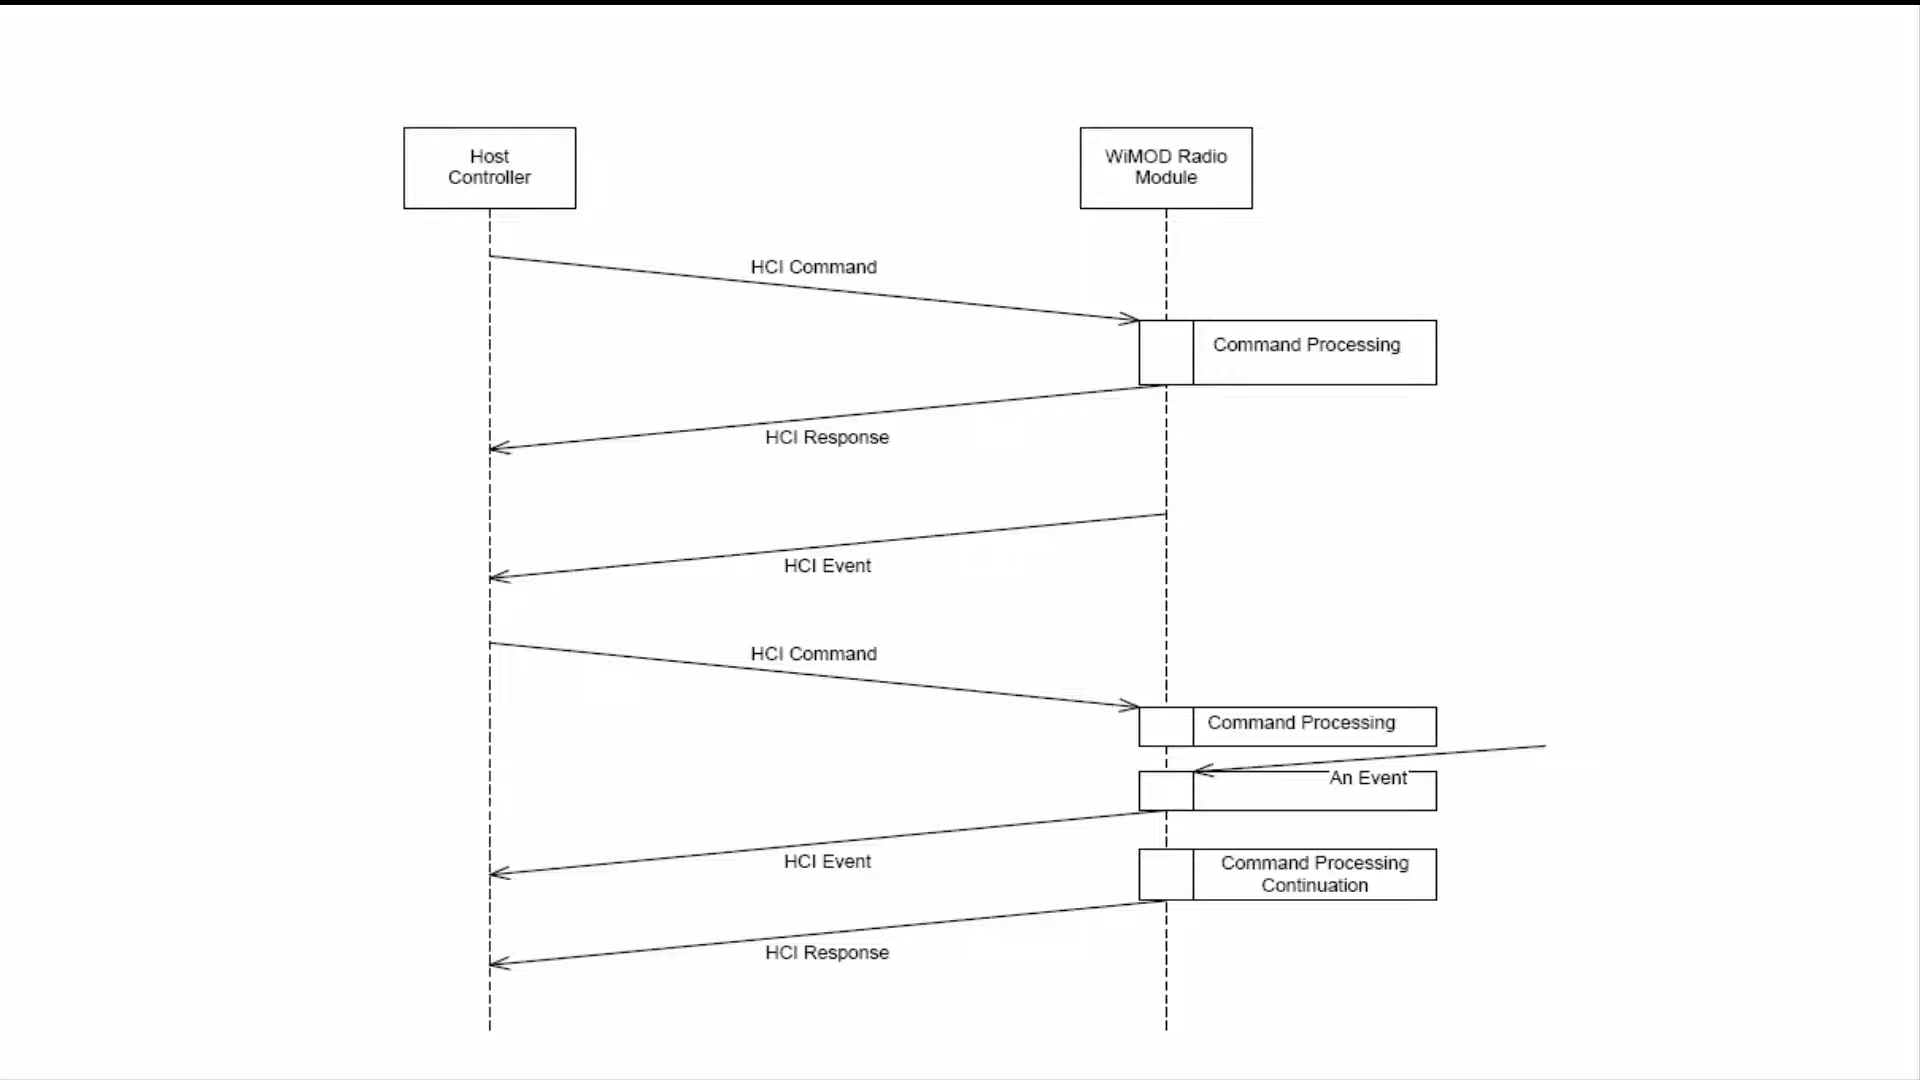 Host
Controller
WiMOD Radio
Module
HCI Command
Command Processing
HCI Response
HCI Event
HCI Command
Command Processing
An Event
HCI Event
Command Processing
Continuation
HCI Response